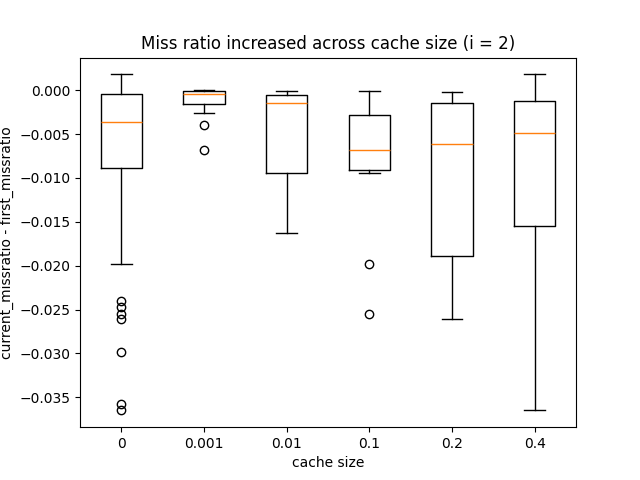 Miss ratio increased across cache size (i = 2)
current_missratio - first_missratio
0.000
−0.005
−0.010
−0.015
−0.020
−0.025
−0.030
−0.035
0 0.001 0.01 0.1 0.2 0.4
cache size